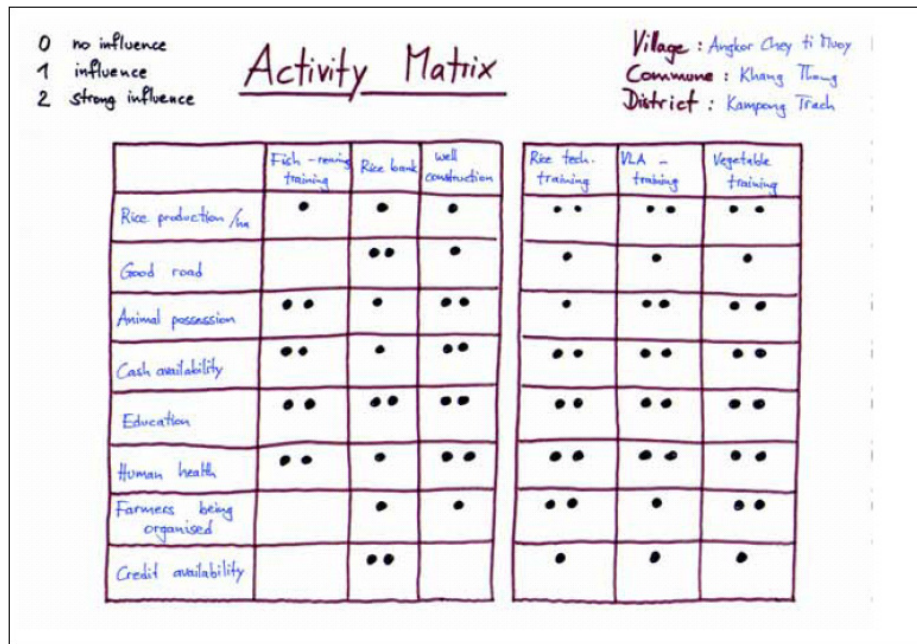 0 no influence
1 influence
2 strong influence
Activity Matrix
Village : Angkor Chey ti Muoy
Commune : Khang Thong
District : Kampong Trach
Fish-rearing training
Rice bank
well construction
Rice tech. training
VLA - training
Vegetable training
Rice production /ha
Good road
Animal possession
Cash availability
Education
Human health
Farmers being
organised
Credit availability